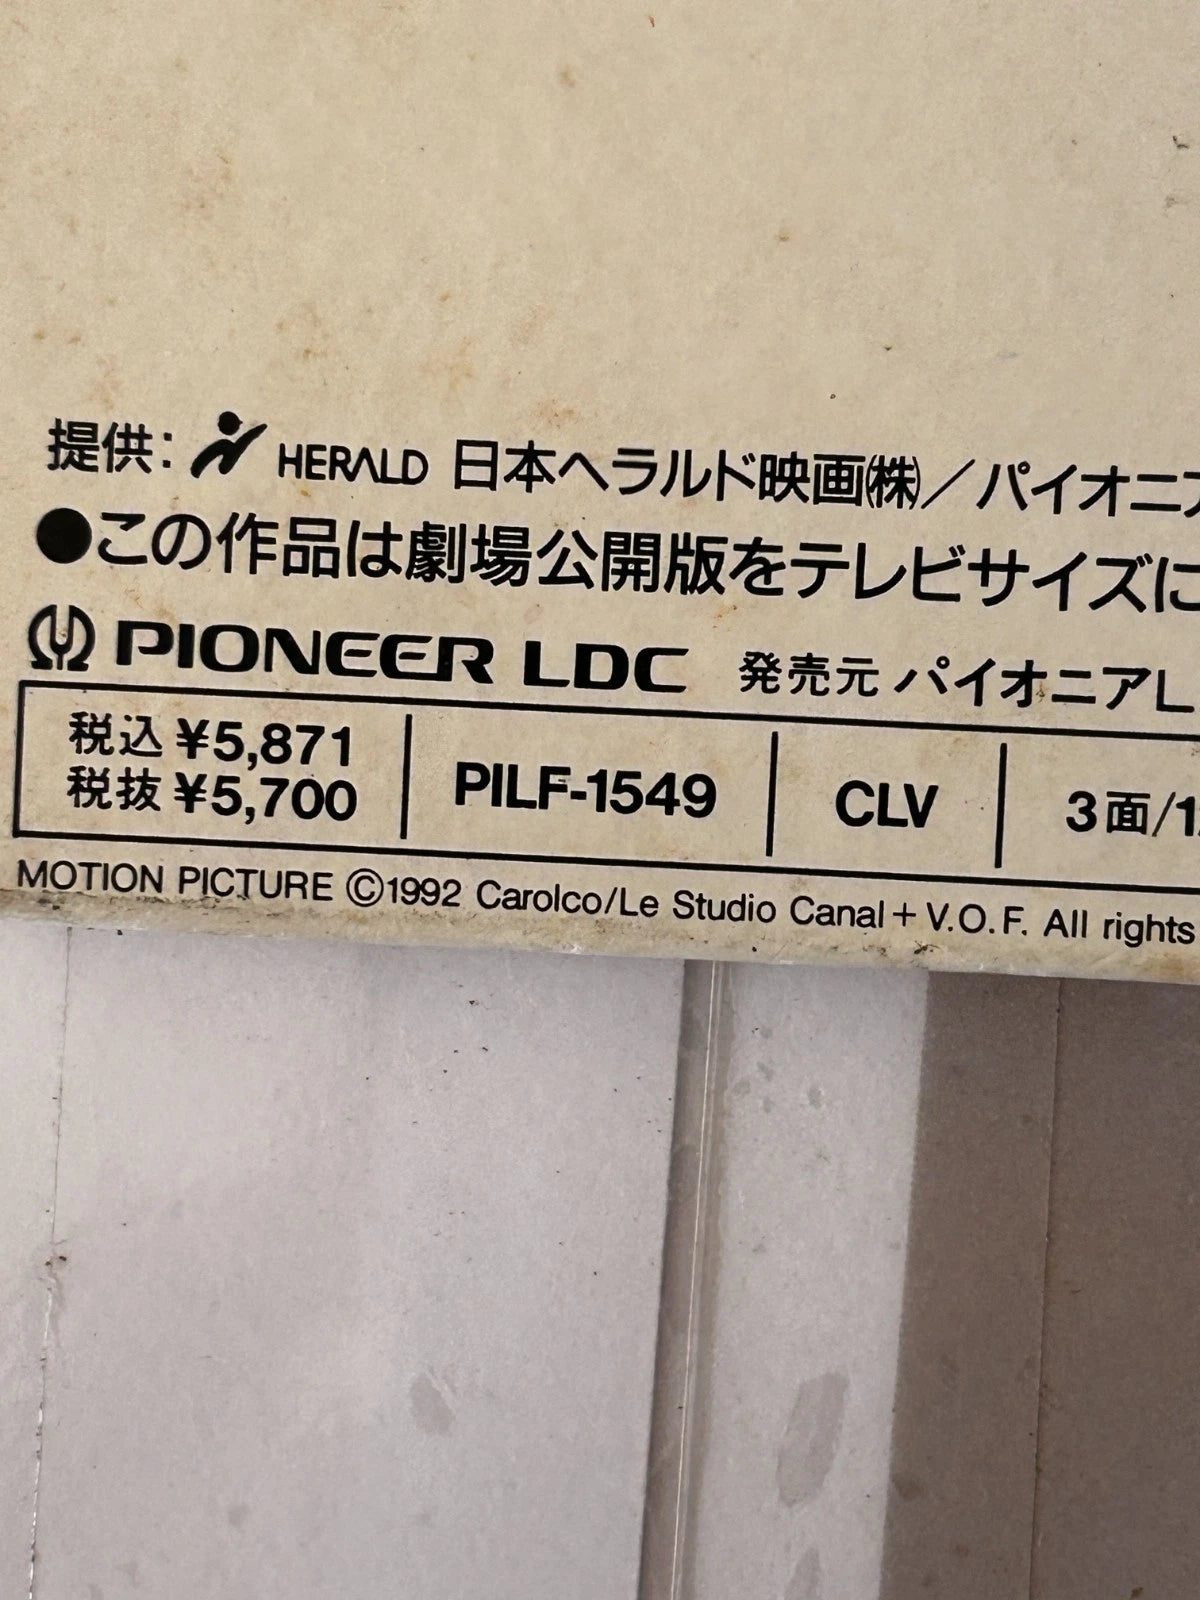 提供: HERALD 日本ヘラルド映画㈱／パイオニア
●この作品は劇場公開版をテレビサイズに
PIONEER LDC 発売元 パイオニアL
税込 ¥5,871
税抜 ¥5,700
PILF-1549
CLV
3面/1
MOTION PICTURE ©1992 Carolco/Le Studio Canal+ V.O.F. All rights